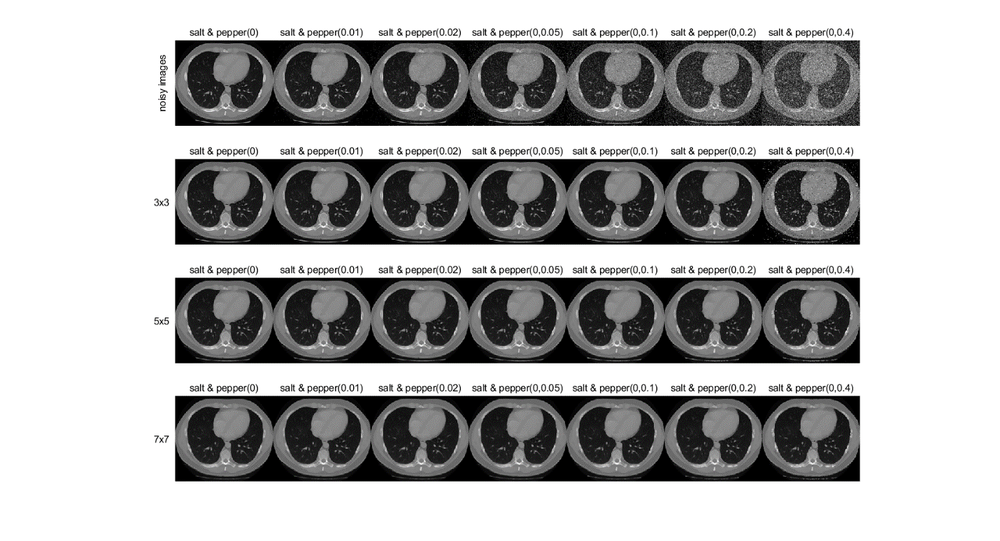 salt & pepper(0) salt & pepper(0.01) salt & pepper(0.02) salt & pepper(0,0.05) salt & pepper(0,0.1) salt & pepper(0,0.2) salt & pepper(0,0.4)
noisy images
salt & pepper(0) salt & pepper(0.01) salt & pepper(0.02) salt & pepper(0,0.05) salt & pepper(0,0.1) salt & pepper(0,0.2) salt & pepper(0,0.4)
3x3
salt & pepper(0) salt & pepper(0.01) salt & pepper(0.02) salt & pepper(0,0.05) salt & pepper(0,0.1) salt & pepper(0,0.2) salt & pepper(0,0.4)
5x5
salt & pepper(0) salt & pepper(0.01) salt & pepper(0.02) salt & pepper(0,0.05) salt & pepper(0,0.1) salt & pepper(0,0.2) salt & pepper(0,0.4)
7x7